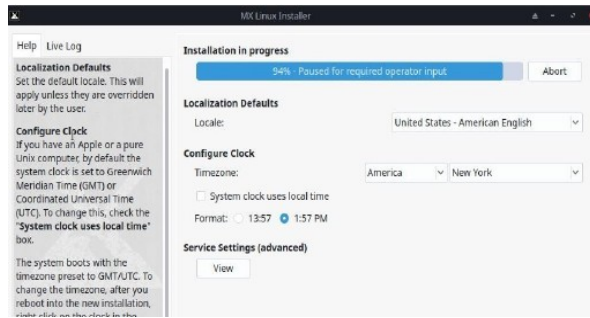 MX Linux Installer
Help Live Log
Localization Defaults
Set the default locale. This will
apply unless they are overridden
later by the user.
Configure Clock
If you have an Apple or a pure
Unix computer, by default the
system clock is set to Greenwich
Meridian Time (GMT) or
Coordinated Universal Time
(UTC). To change this, check the
"System clock uses local time"
box.
The system boots with the
timezone preset to GMT/UTC. To
change the timezone, after you
reboot into the new installation,
right click on the clock in the
Installation in progress
94% - Paused for required operator input
Abort
Localization Defaults
Locale: United States - American English
Configure Clock
Timezone: America New York
System clock uses local time
Format: 13:57 1:57 PM
Service Settings (advanced)
View